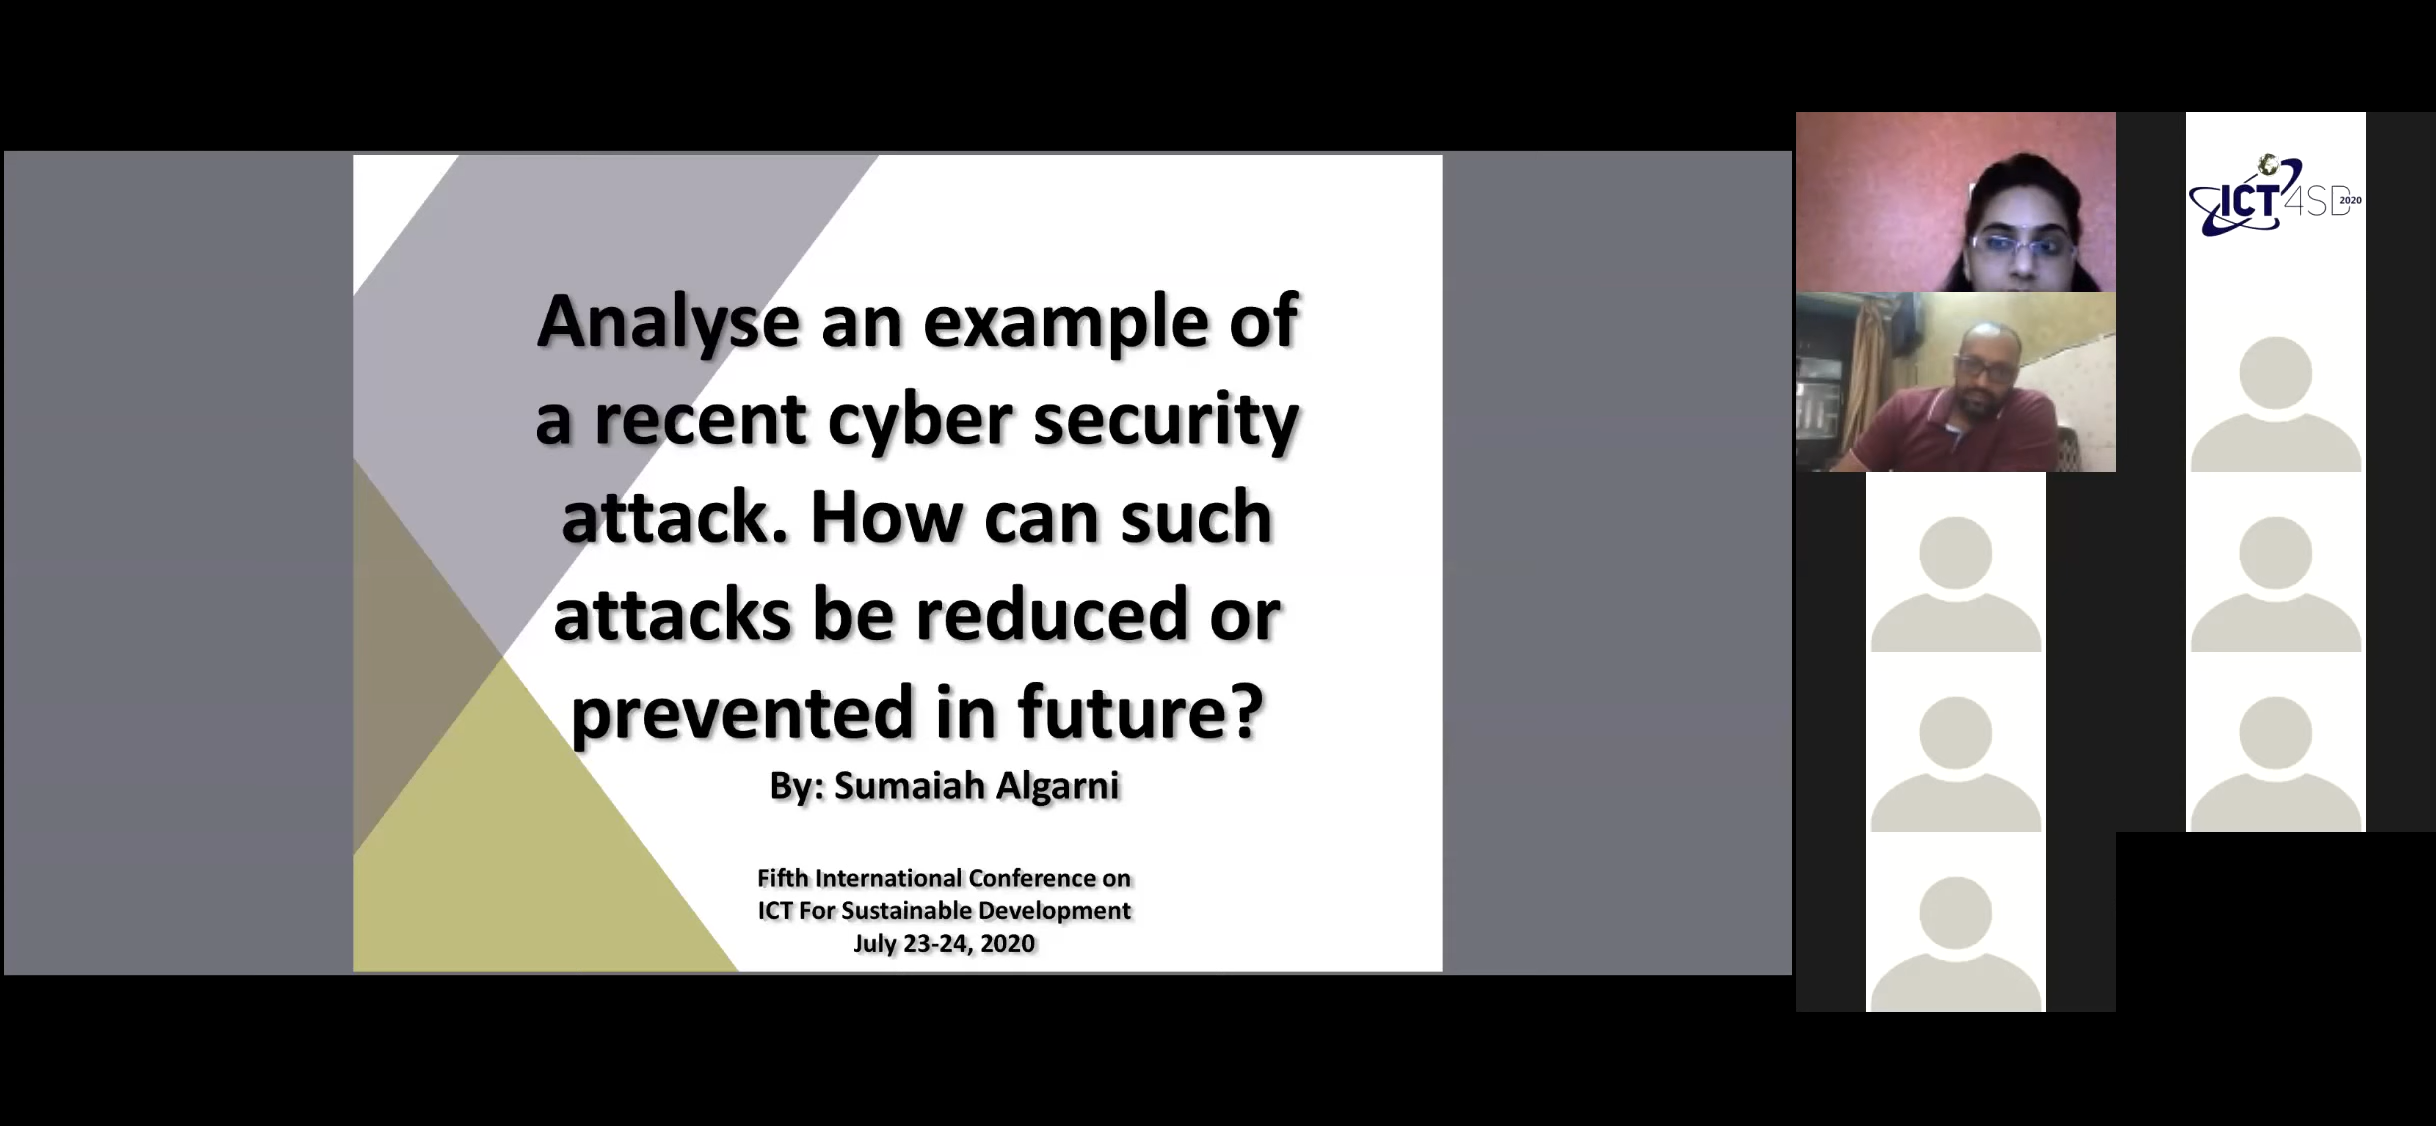 Analyse an example of
a recent cyber security
attack. How can such
attacks be reduced or
prevented in future?
By: Sumaiah Algarni
Fifth International Conference on
ICT For Sustainable Development
July 23-24, 2020
ICT4SD 2020